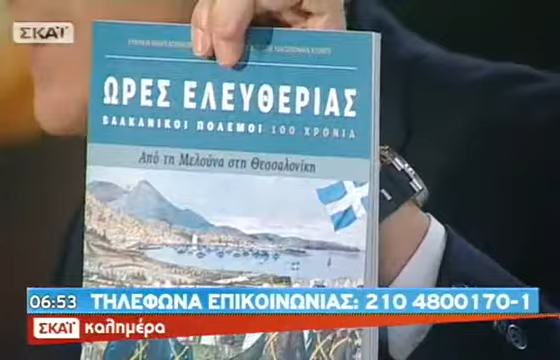 ΣΚΑΪ
ΩΡΕΣ ΕΛΕΥΘΕΡΙΑΣ
ΒΑΛΚΑΝΙΚΟΙ ΠΟΛΕΜΟΙ 100 ΧΡΟΝΙΑ
Από τη Μελούνα στη Θεσσαλονίκη
06:53 ΤΗΛΕΦΩΝΑ ΕΠΙΚΟΙΝΩΝΙΑΣ: 210 4800170-1
ΣΚΑΪ καλημέρα